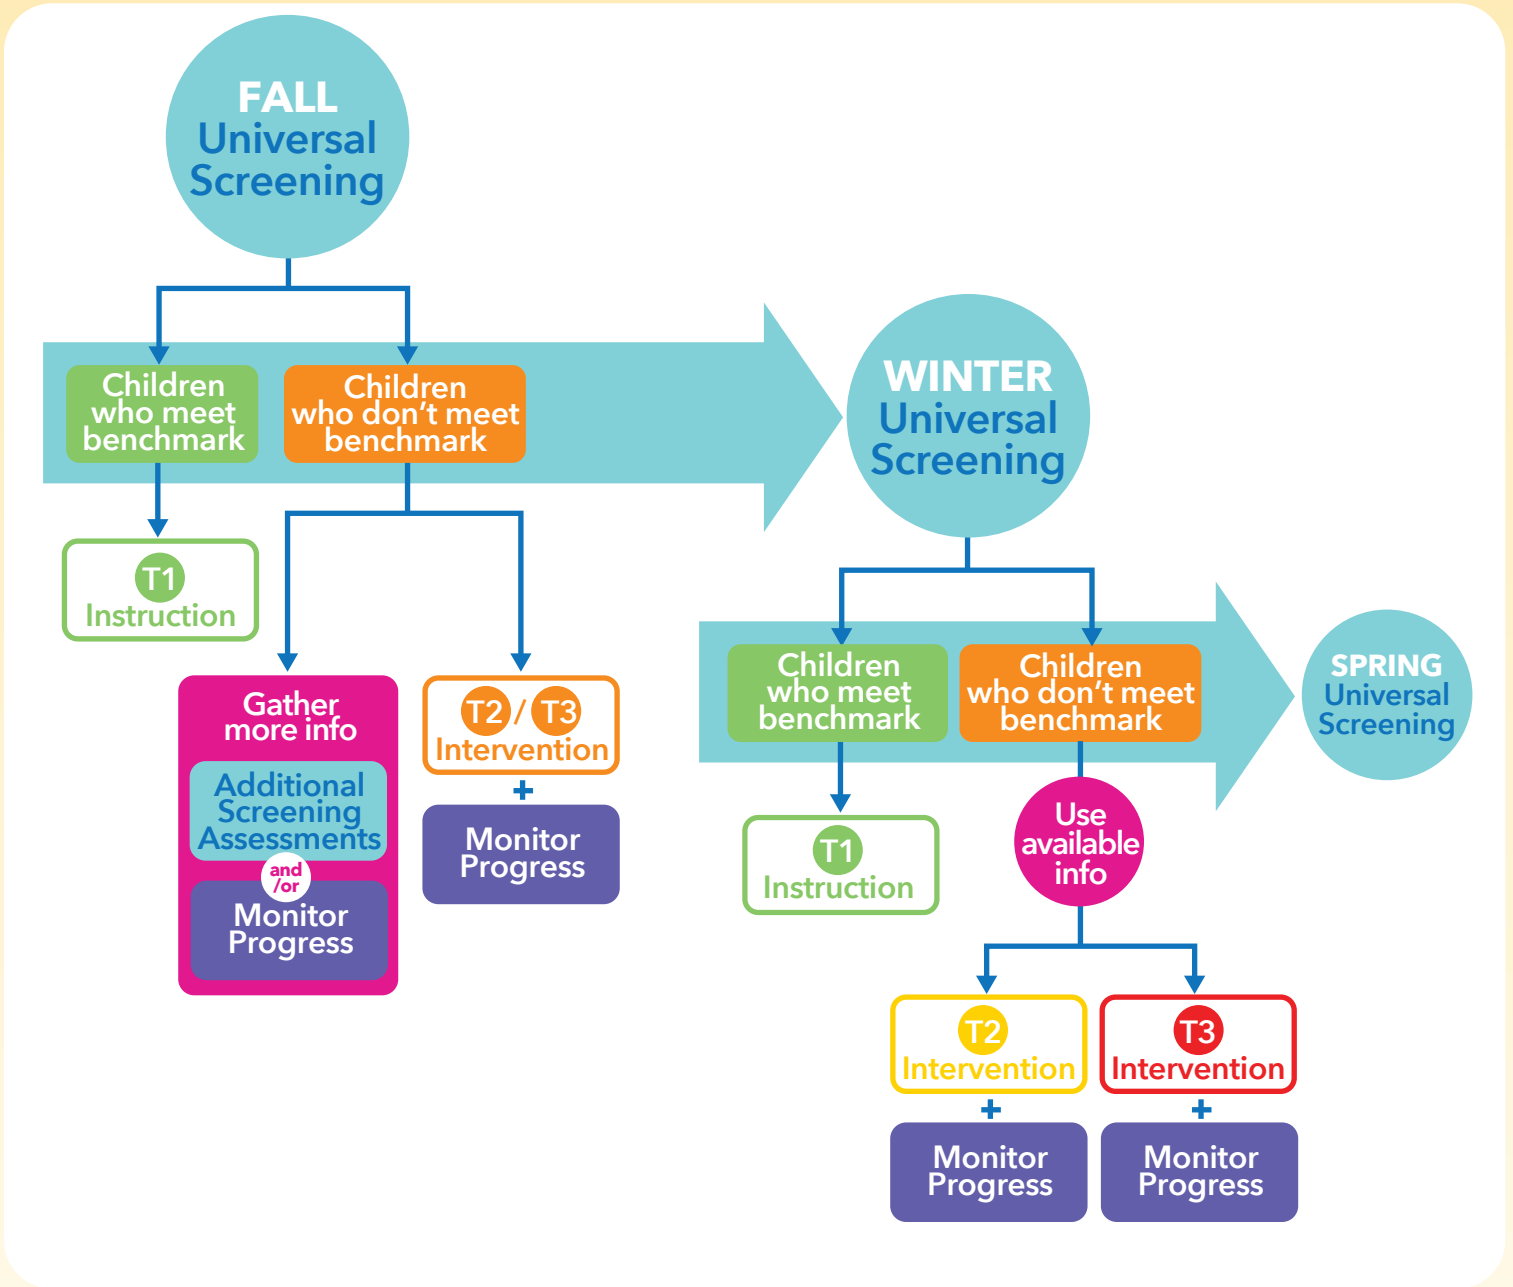 FALL
Universal
Screening
Children
who meet
benchmark
Children
who don't meet
benchmark
T1
Instruction
Gather
more info
Additional
Screening
Assessments
and
/or
Monitor
Progress
T2 / T3
Intervention
+
Monitor
Progress
WINTER
Universal
Screening
Children
who meet
benchmark
Children
who don't meet
benchmark
T1
Instruction
Use
available
info
T2
Intervention
+
Monitor
Progress
T3
Intervention
+
Monitor
Progress
SPRING
Universal
Screening